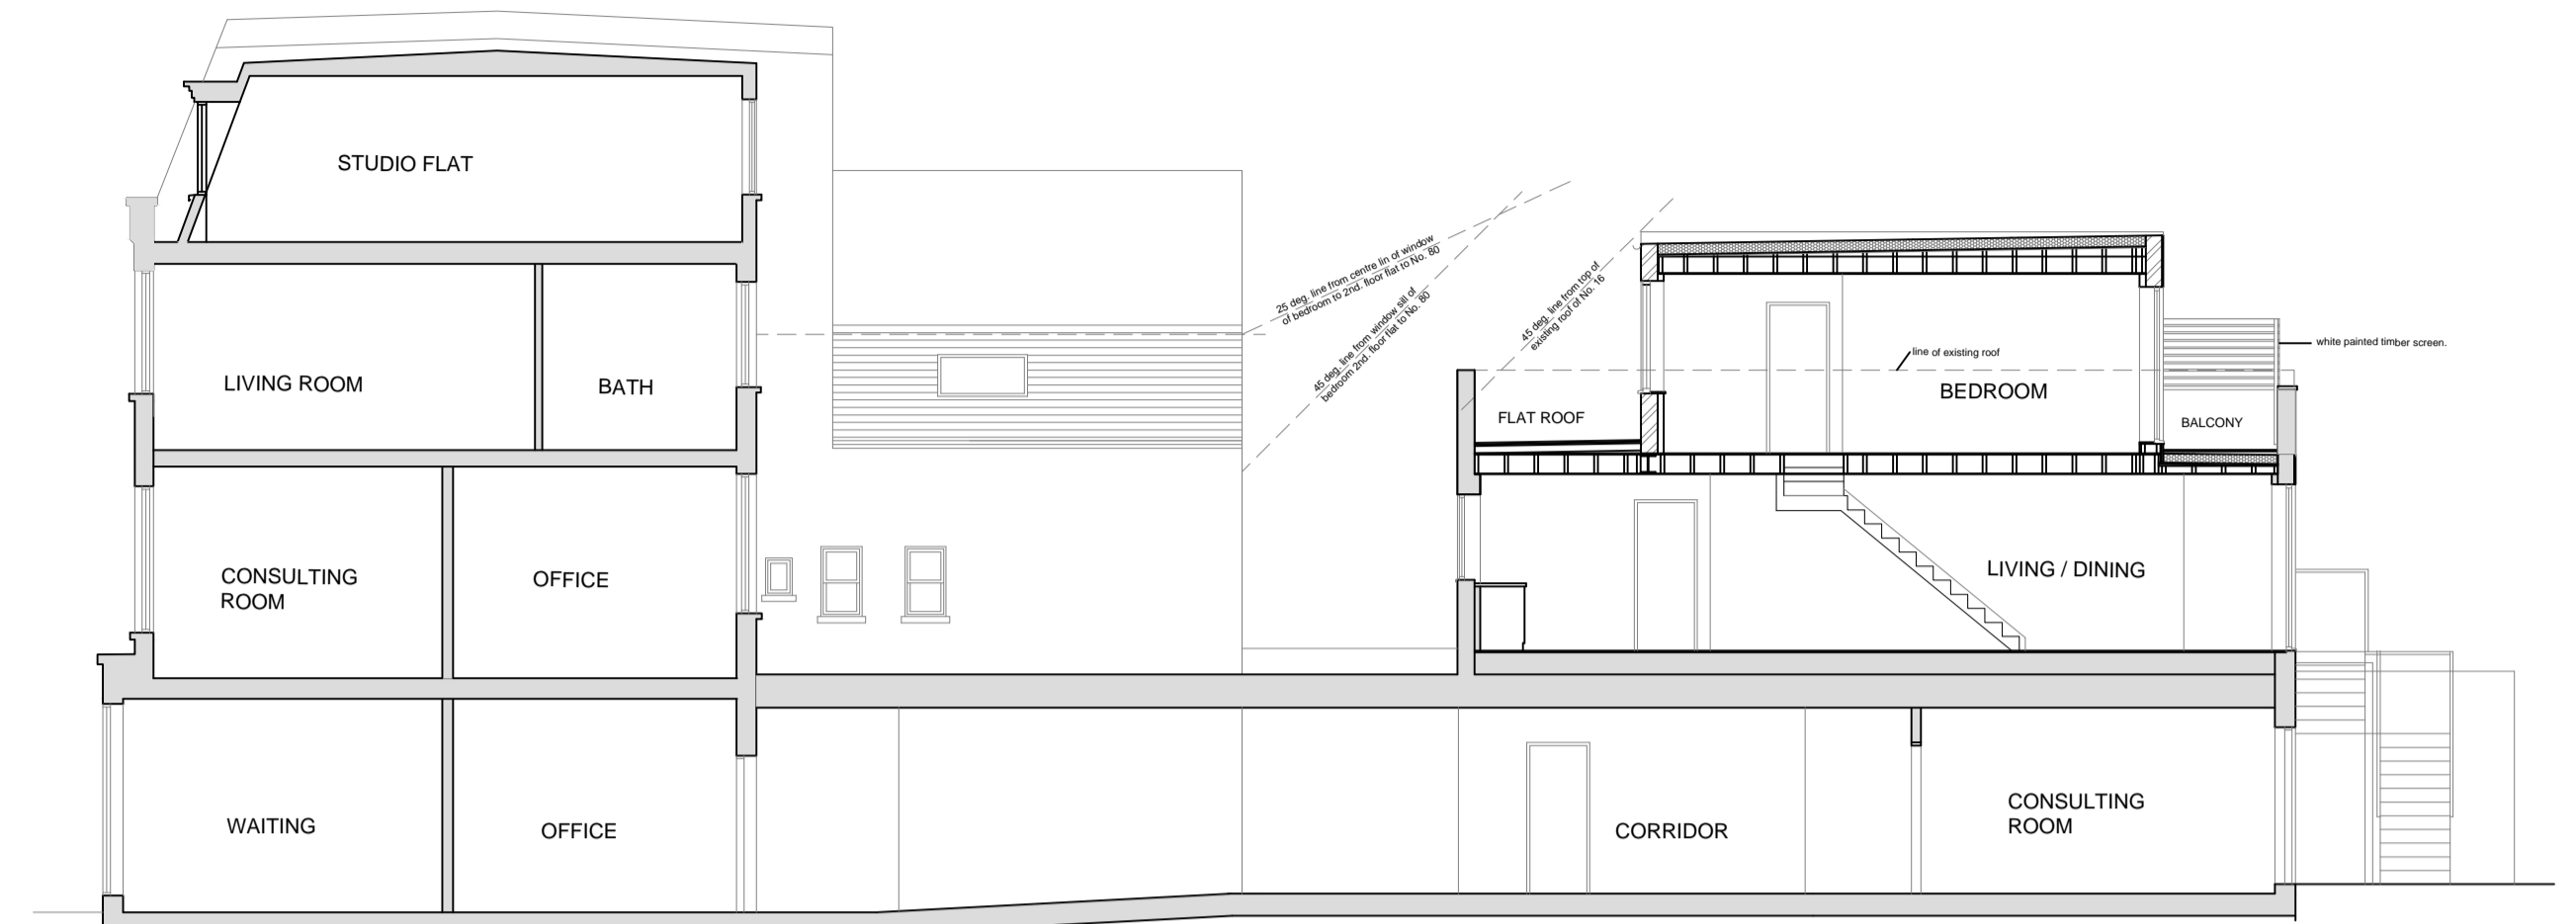 STUDIO FLAT
25 deg. line from centre lin of window
of bedroom to 2nd. floor flat to No. 80
45 deg. line from window sill of
bedroom 2nd. floor flat to No. 80
45 deg. line from top of
existing roof of No. 16
white painted timber screen.
line of existing roof
LIVING ROOM
BATH
BEDROOM
FLAT ROOF
BALCONY
CONSULTING
ROOM
OFFICE
LIVING / DINING
WAITING
OFFICE
CORRIDOR
CONSULTING
ROOM